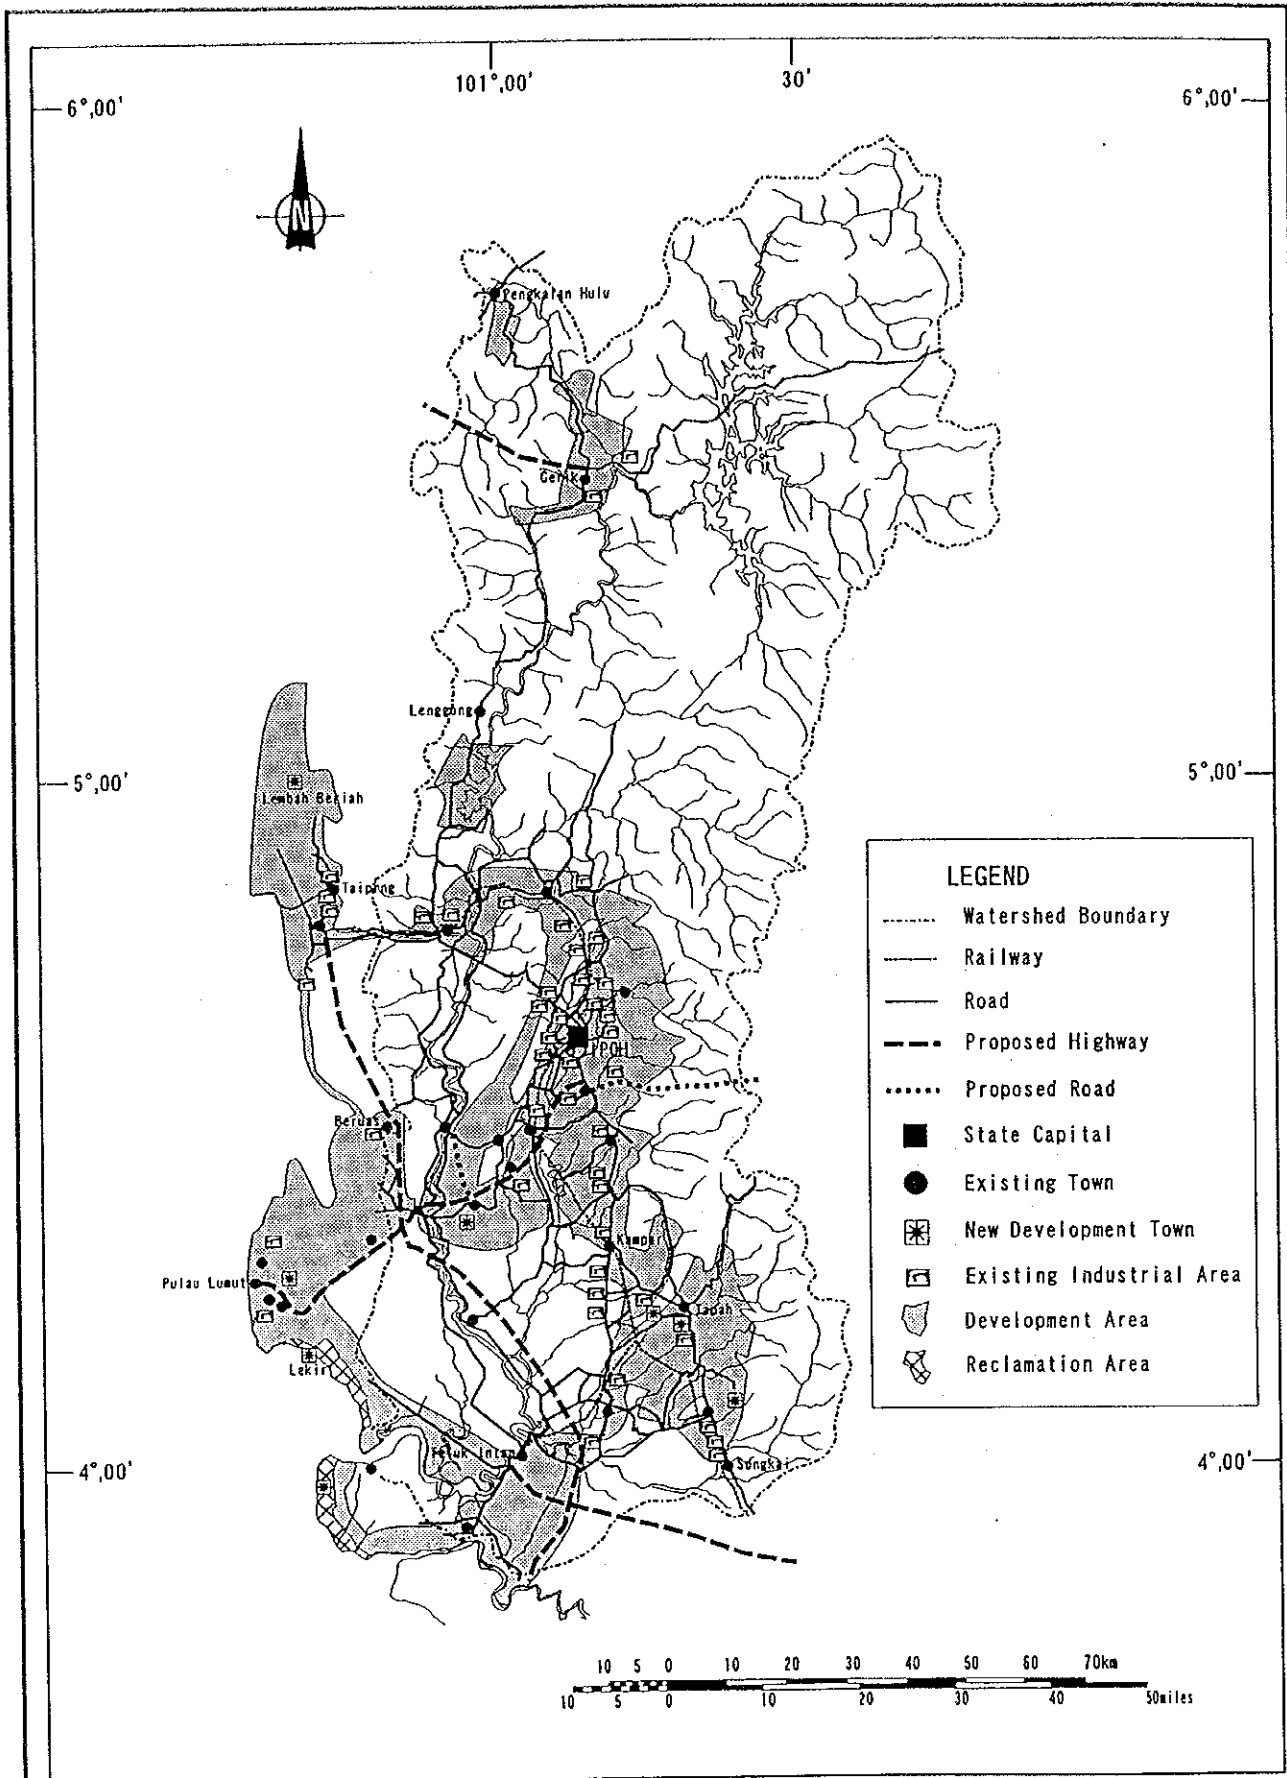 101°,00'
30'
6°,00'
6°,00'
N
Pengkalan Hulu
Gerik
Lenggong
5°,00'
5°,00'
Lembah Beriah
Taiping
IPOH
Beruas
Kampar
Pulau Lumut
Tapah
Lekir
Teluk Intan
Sungkai
4°,00'
4°,00'
LEGEND
Watershed Boundary
Railway
Road
Proposed Highway
Proposed Road
State Capital
Existing Town
New Development Town
Existing Industrial Area
Development Area
Reclamation Area
10 5 0 10 20 30 40 50 60 70km
10 5 0 10 20 30 40 50miles